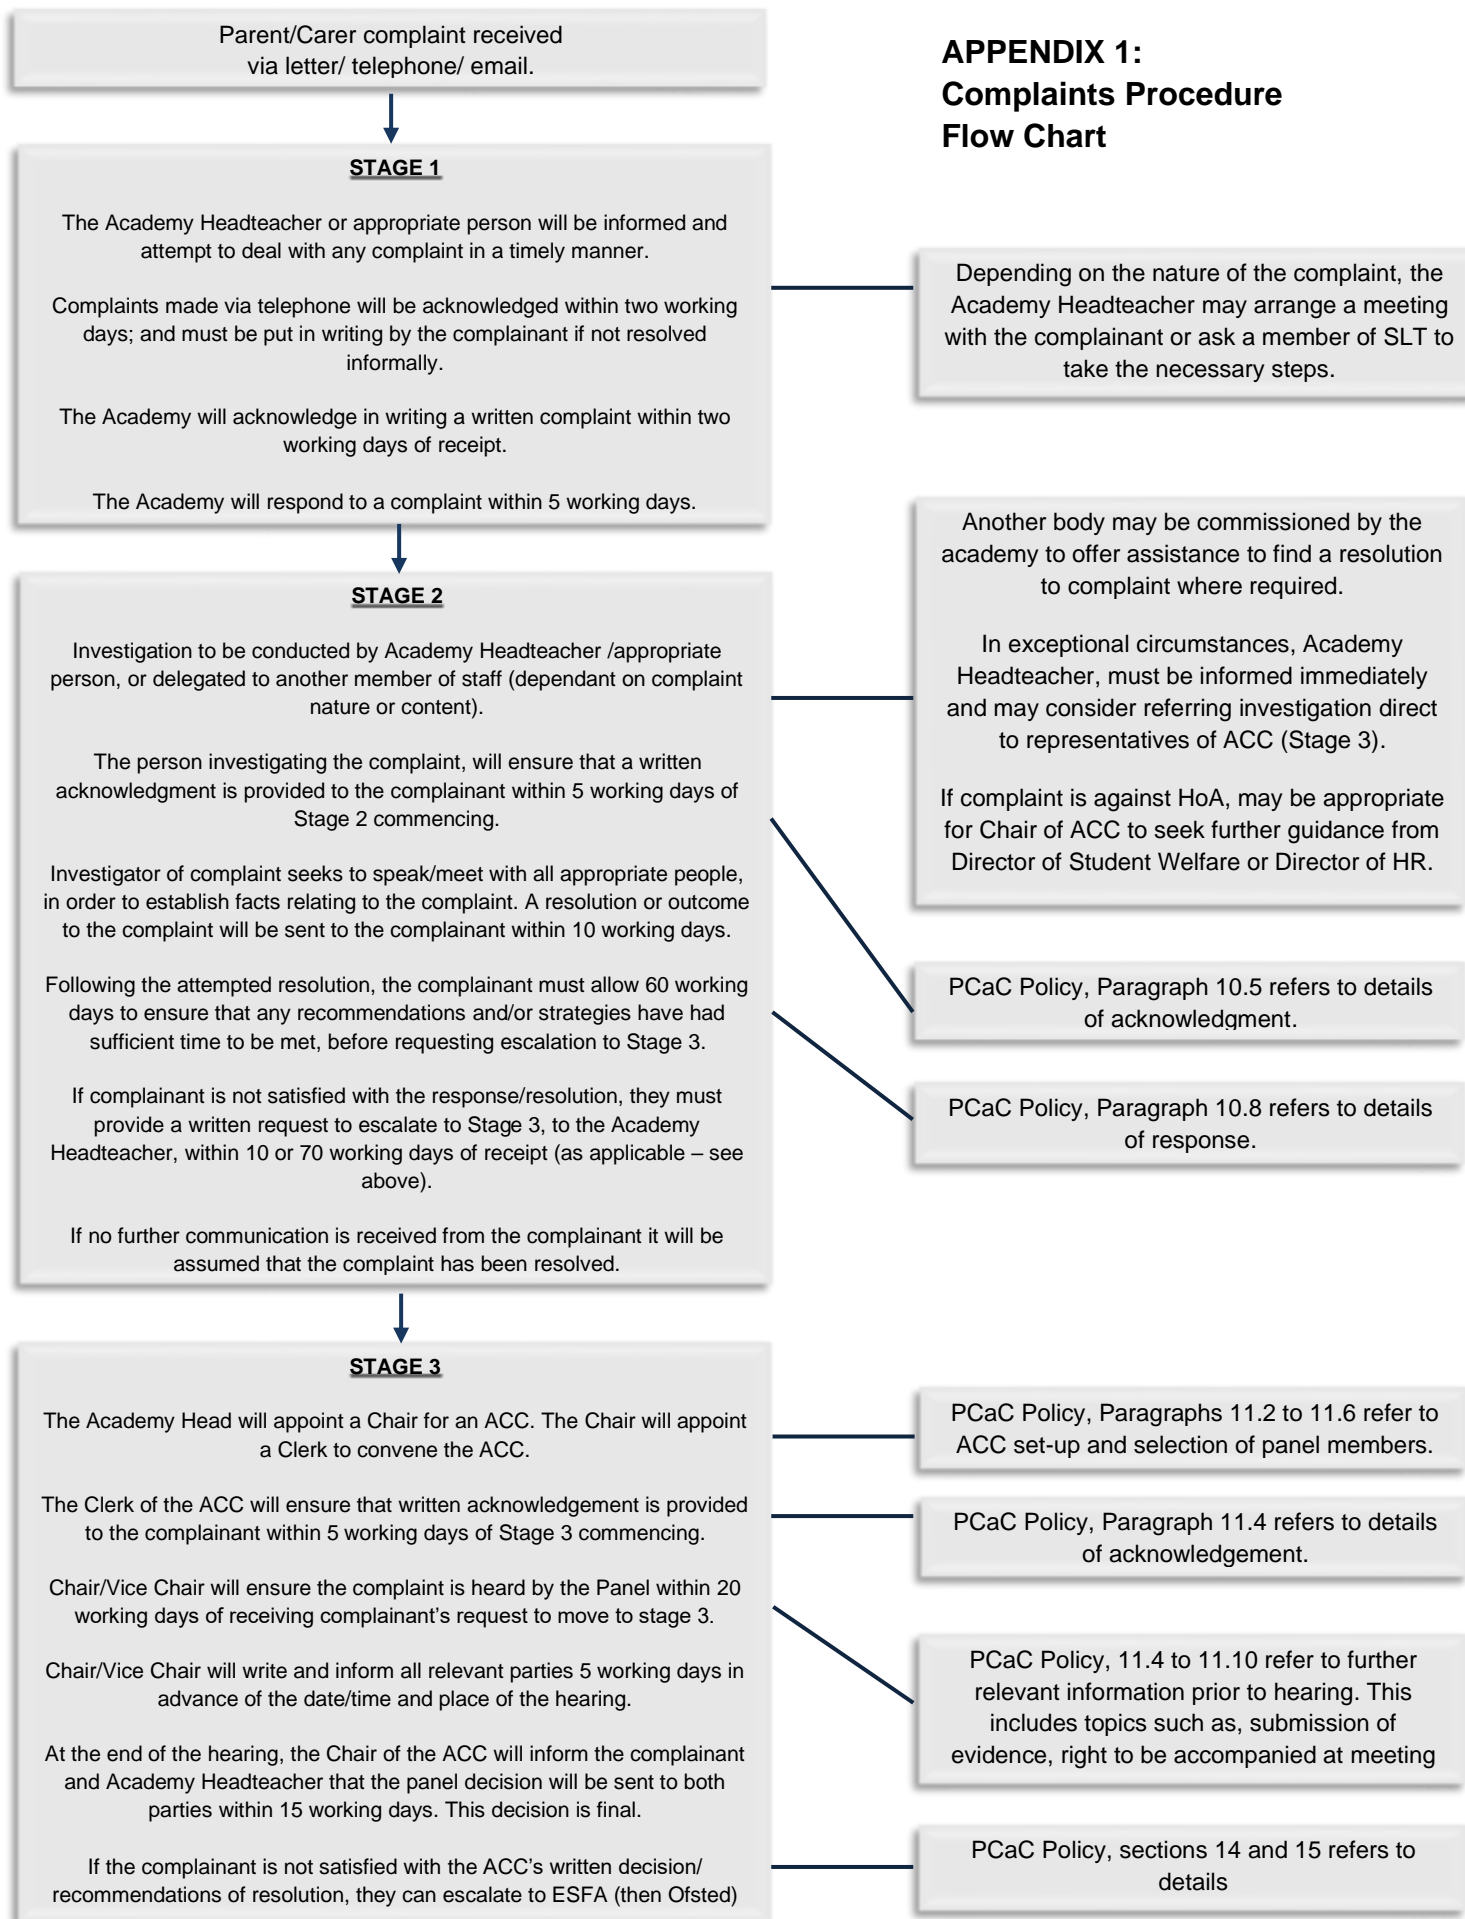 Parent/Carer complaint received
via letter/ telephone/ email.
APPENDIX 1:
Complaints Procedure
Flow Chart
STAGE 1
The Academy Headteacher or appropriate person will be informed and
attempt to deal with any complaint in a timely manner.
Complaints made via telephone will be acknowledged within two working
days; and must be put in writing by the complainant if not resolved
informally.
The Academy will acknowledge in writing a written complaint within two
working days of receipt.
The Academy will respond to a complaint within 5 working days.
Depending on the nature of the complaint, the
Academy Headteacher may arrange a meeting
with the complainant or ask a member of SLT to
take the necessary steps.
STAGE 2
Investigation to be conducted by Academy Headteacher /appropriate
person, or delegated to another member of staff (dependant on complaint
nature or content).
The person investigating the complaint, will ensure that a written
acknowledgment is provided to the complainant within 5 working days of
Stage 2 commencing.
Investigator of complaint seeks to speak/meet with all appropriate people,
in order to establish facts relating to the complaint. A resolution or outcome
to the complaint will be sent to the complainant within 10 working days.
Following the attempted resolution, the complainant must allow 60 working
days to ensure that any recommendations and/or strategies have had
sufficient time to be met, before requesting escalation to Stage 3.
If complainant is not satisfied with the response/resolution, they must
provide a written request to escalate to Stage 3, to the Academy
Headteacher, within 10 or 70 working days of receipt (as applicable – see
above).
If no further communication is received from the complainant it will be
assumed that the complaint has been resolved.
Another body may be commissioned by the
academy to offer assistance to find a resolution
to complaint where required.
In exceptional circumstances, Academy
Headteacher, must be informed immediately
and may consider referring investigation direct
to representatives of ACC (Stage 3).
If complaint is against HoA, may be appropriate
for Chair of ACC to seek further guidance from
Director of Student Welfare or Director of HR.
PCaC Policy, Paragraph 10.5 refers to details
of acknowledgment.
PCaC Policy, Paragraph 10.8 refers to details
of response.
STAGE 3
The Academy Head will appoint a Chair for an ACC. The Chair will appoint
a Clerk to convene the ACC.
The Clerk of the ACC will ensure that written acknowledgement is provided
to the complainant within 5 working days of Stage 3 commencing.
Chair/Vice Chair will ensure the complaint is heard by the Panel within 20
working days of receiving complainant’s request to move to stage 3.
Chair/Vice Chair will write and inform all relevant parties 5 working days in
advance of the date/time and place of the hearing.
At the end of the hearing, the Chair of the ACC will inform the complainant
and Academy Headteacher that the panel decision will be sent to both
parties within 15 working days. This decision is final.
If the complainant is not satisfied with the ACC’s written decision/
recommendations of resolution, they can escalate to ESFA (then Ofsted)
PCaC Policy, Paragraphs 11.2 to 11.6 refer to
ACC set-up and selection of panel members.
PCaC Policy, Paragraph 11.4 refers to details
of acknowledgement.
PCaC Policy, 11.4 to 11.10 refer to further
relevant information prior to hearing. This
includes topics such as, submission of
evidence, right to be accompanied at meeting
PCaC Policy, sections 14 and 15 refers to
details